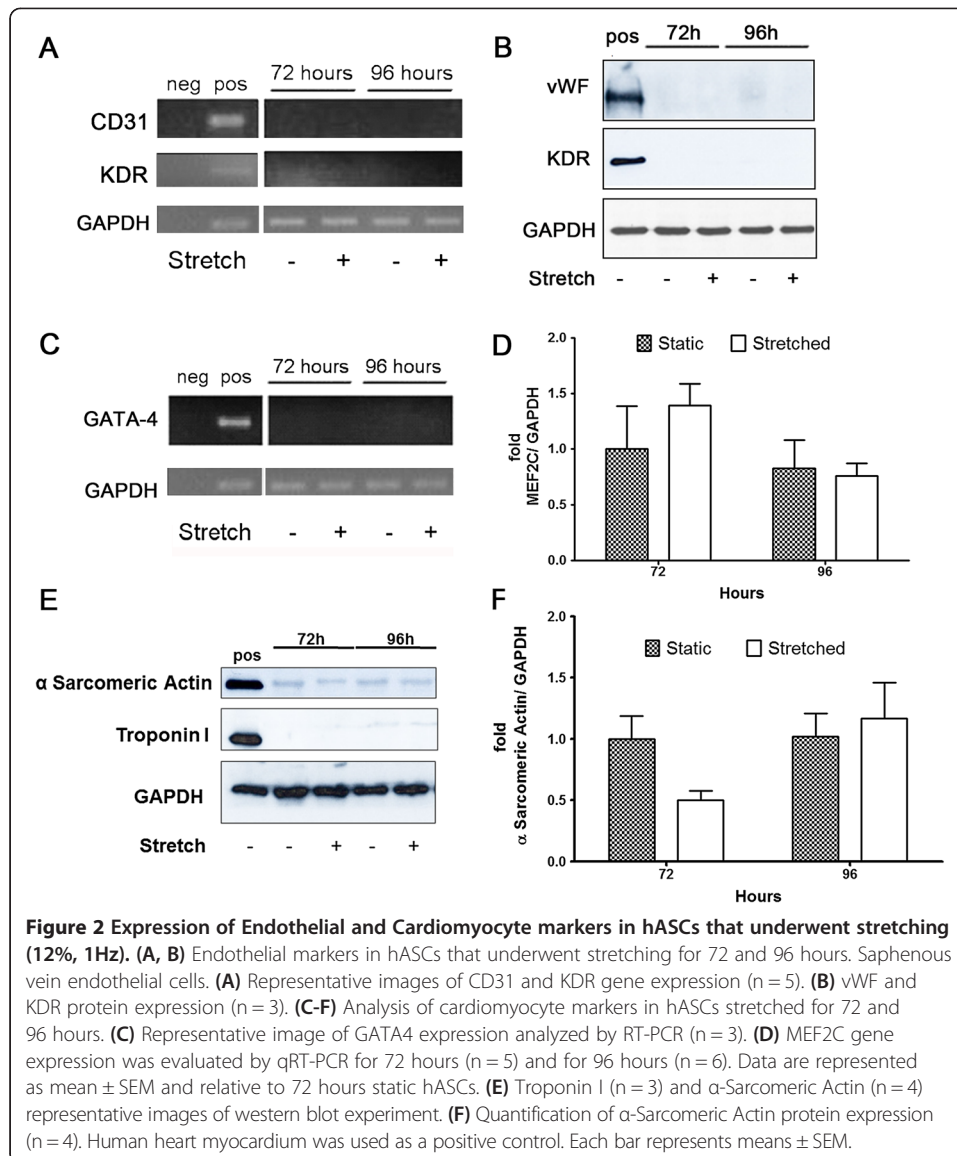 A
neg pos 72 hours 96 hours
CD31
KDR
GAPDH
Stretch - + - +
B
pos 72h 96h
vWF
KDR
GAPDH
Stretch - - + - +
C
neg pos 72 hours 96 hours
GATA-4
GAPDH
Stretch - + - +
D
Static Stretched
fold
MEF2C/ GAPDH
2.0
1.5
1.0
0.5
0.0
72 96
Hours
E
pos 72h 96h
α Sarcomeric Actin
Troponin I
GAPDH
Stretch - - + - +
F
Static Stretched
fold
α Sarcomeric Actin/ GAPDH
2.0
1.5
1.0
0.5
0.0
72 96
Hours
Figure 2 Expression of Endothelial and Cardiomyocyte markers in hASCs that underwent stretching
(12%, 1Hz). (A, B) Endothelial markers in hASCs that underwent stretching for 72 and 96 hours. Saphenous
vein endothelial cells. (A) Representative images of CD31 and KDR gene expression (n = 5). (B) vWF and
KDR protein expression (n = 3). (C-F) Analysis of cardiomyocyte markers in hASCs stretched for 72 and
96 hours. (C) Representative image of GATA4 expression analyzed by RT-PCR (n = 3). (D) MEF2C gene
expression was evaluated by qRT-PCR for 72 hours (n = 5) and for 96 hours (n = 6). Data are represented
as mean ± SEM and relative to 72 hours static hASCs. (E) Troponin I (n = 3) and α-Sarcomeric Actin (n = 4)
representative images of western blot experiment. (F) Quantification of α-Sarcomeric Actin protein expression
(n = 4). Human heart myocardium was used as a positive control. Each bar represents means ± SEM.